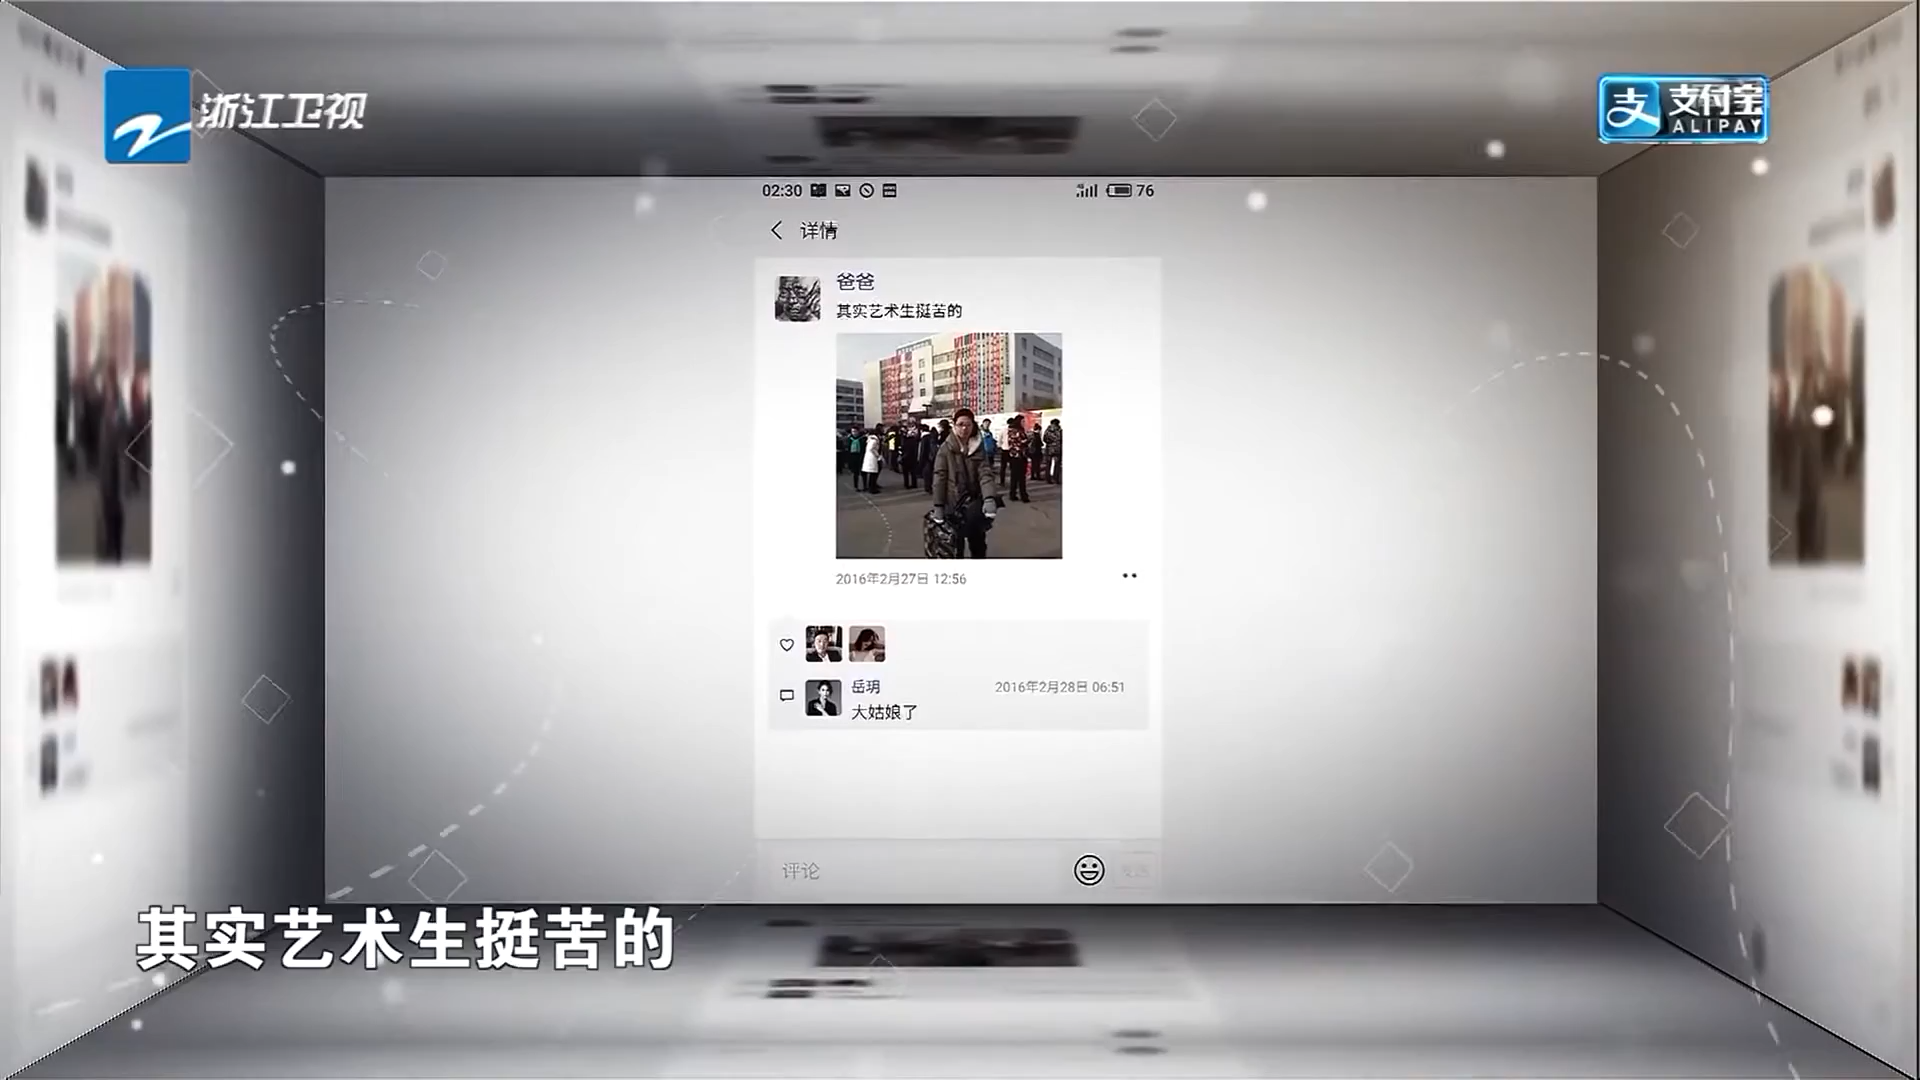 浙江卫视
支付宝
ALIPAY
02:30
76
详情
爸爸
其实艺术生挺苦的
2016年2月27日 12:56
岳玥
2016年2月28日 06:51
大姑娘了
评论
发送
其实艺术生挺苦的